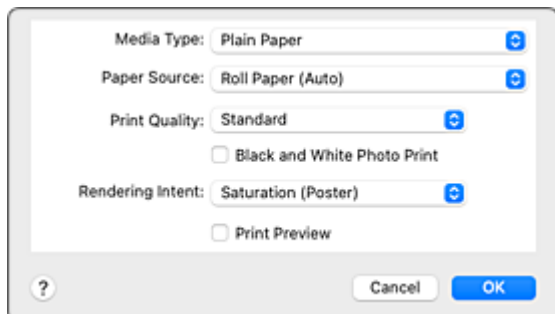 Media Type: Plain Paper
Paper Source: Roll Paper (Auto)
Print Quality: Standard
Black and White Photo Print
Rendering Intent: Saturation (Poster)
Print Preview
? Cancel OK